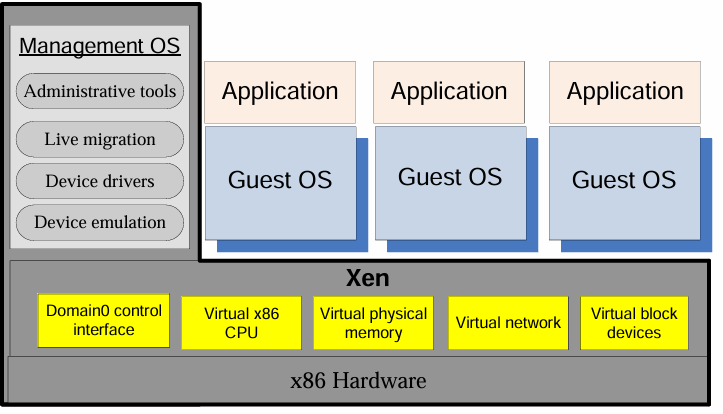 Management OS
Administrative tools
Live migration
Device drivers
Device emulation
Application
Application
Application
Guest OS
Guest OS
Guest OS
Xen
Domain0 control
interface
Virtual x86
CPU
Virtual physical
memory
Virtual network
Virtual block
devices
x86 Hardware